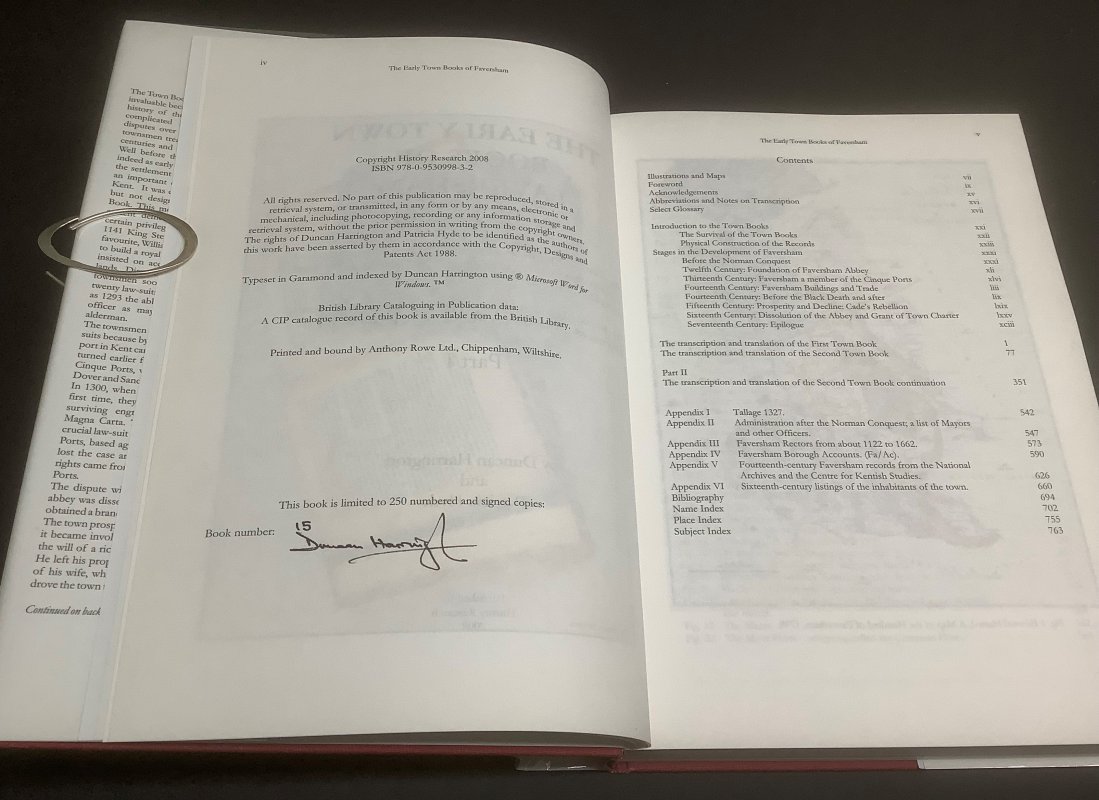 The Town Boo
invaluable bec
history of the
complicated
disputes over
townsmen tre
centuries and
Well before th
indeed as early
the settlement
an important
Kent. It was
but not desig
Book. This mi
certain privileg
1141 King Ste
favourite, Willi
to build a royal
insisted on acc
townsmen soo
twenty law-suit
as 1293 the abl
officer as may
alderman.
The townsmen
suits because by
port in Kent cai
turned earlier f
Cinque Ports, v
Dover and Sand
In 1300, when
first time, they
surviving engr
Magna Carta.
crucial law-suit
Ports, based ag
lost the case ar
rights came froi
Ports.
The dispute wi
abbey was disse
obtained a bran
The town prosp
it became invol
the will of a ric
He left his prop
of his wife, wh
drove the town
Continued on back
iv
The Early Town Books of Faversham
Copyright History Research 2008
ISBN 978-0-9530998-3-2
All rights reserved. No part of this publication may be reproduced, stored in a
retrieval system, or transmitted, in any form or by any means, electronic or
mechanical, including photocopying, recording or any information storage and
retrieval system, without the prior permission in writing from the copyright owners.
The rights of Duncan Harrington and Patricia Hyde to be identified as the authors of
this work have been asserted by them in accordance with the Copyright, Designs and
Patents Act 1988.
Typeset in Garamond and indexed by Duncan Harrington using ® Microsoft Word for
Windows. ™
British Library Cataloguing in Publication data:
A CIP catalogue record of this book is available from the British Library.
Printed and bound by Anthony Rowe Ltd., Chippenham, Wiltshire.
This book is limited to 250 numbered and signed copies:
Book number: 15
Duncan Harrington
The Early Town Books of Faversham v
Contents
Illustrations and Maps vii
Foreword ix
Acknowledgements xv
Abbreviations and Notes on Transcription xvi
Select Glossary xvii
Introduction to the Town Books xxi
The Survival of the Town Books xxii
Physical Construction of the Records xxiii
Stages in the Development of Faversham xxxi
Before the Norman Conquest xxxi
Twelfth Century: Foundation of Faversham Abbey xli
Thirteenth Century: Faversham a member of the Cinque Ports xlvi
Fourteenth Century: Faversham Buildings and Trade liii
Fourteenth Century: Before the Black Death and after lix
Fifteenth Century: Prosperity and Decline: Cade's Rebellion lxix
Sixteenth Century: Dissolution of the Abbey and Grant of Town Charter lxxv
Seventeenth Century: Epilogue xciii
The transcription and translation of the First Town Book 1
The transcription and translation of the Second Town Book 77
Part II
The transcription and translation of the Second Town Book continuation 351
Appendix I Tallage 1327. 542
Appendix II Administration after the Norman Conquest; a list of Mayors
and other Officers. 547
Appendix III Faversham Rectors from about 1122 to 1662. 573
Appendix IV Faversham Borough Accounts. (Fa/Ac). 590
Appendix V Fourteenth-century Faversham records from the National
Archives and the Centre for Kentish Studies. 626
Appendix VI Sixteenth-century listings of the inhabitants of the town. 660
Bibliography 694
Name Index 702
Place Index 755
Subject Index 763